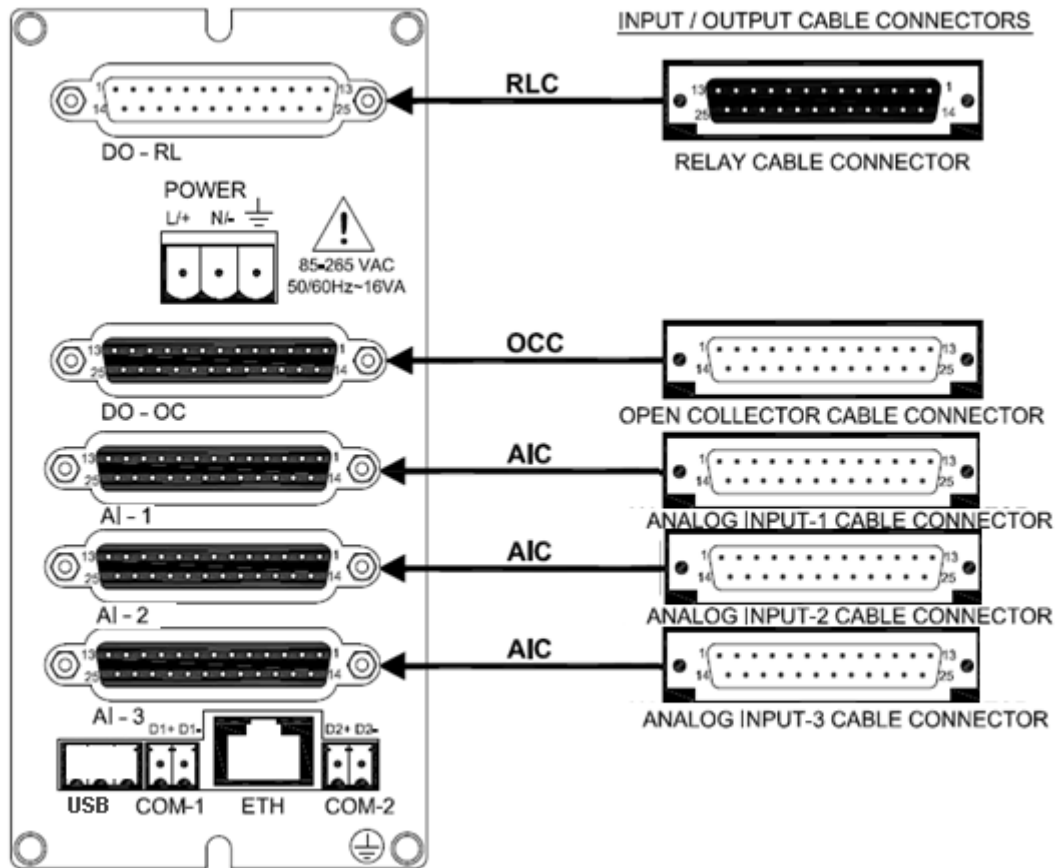 INPUT / OUTPUT CABLE CONNECTORS
1 13
14 25
RLC
13 1
25 14
DO - RL
RELAY CABLE CONNECTOR
POWER
L/+ N/-
!
85-265 VAC
50/60Hz~16VA
13 1
25 14
OCC
1 13
14 25
DO - OC
OPEN COLLECTOR CABLE CONNECTOR
13 1
25 14
AIC
1 13
14 25
AI - 1
ANALOG INPUT-1 CABLE CONNECTOR
13 1
25 14
AIC
1 13
14 25
AI - 2
ANALOG INPUT-2 CABLE CONNECTOR
13 1
25 14
AIC
1 13
14 25
AI - 3
ANALOG INPUT-3 CABLE CONNECTOR
D1+ D1-
D2+ D2-
USB COM-1 ETH COM-2